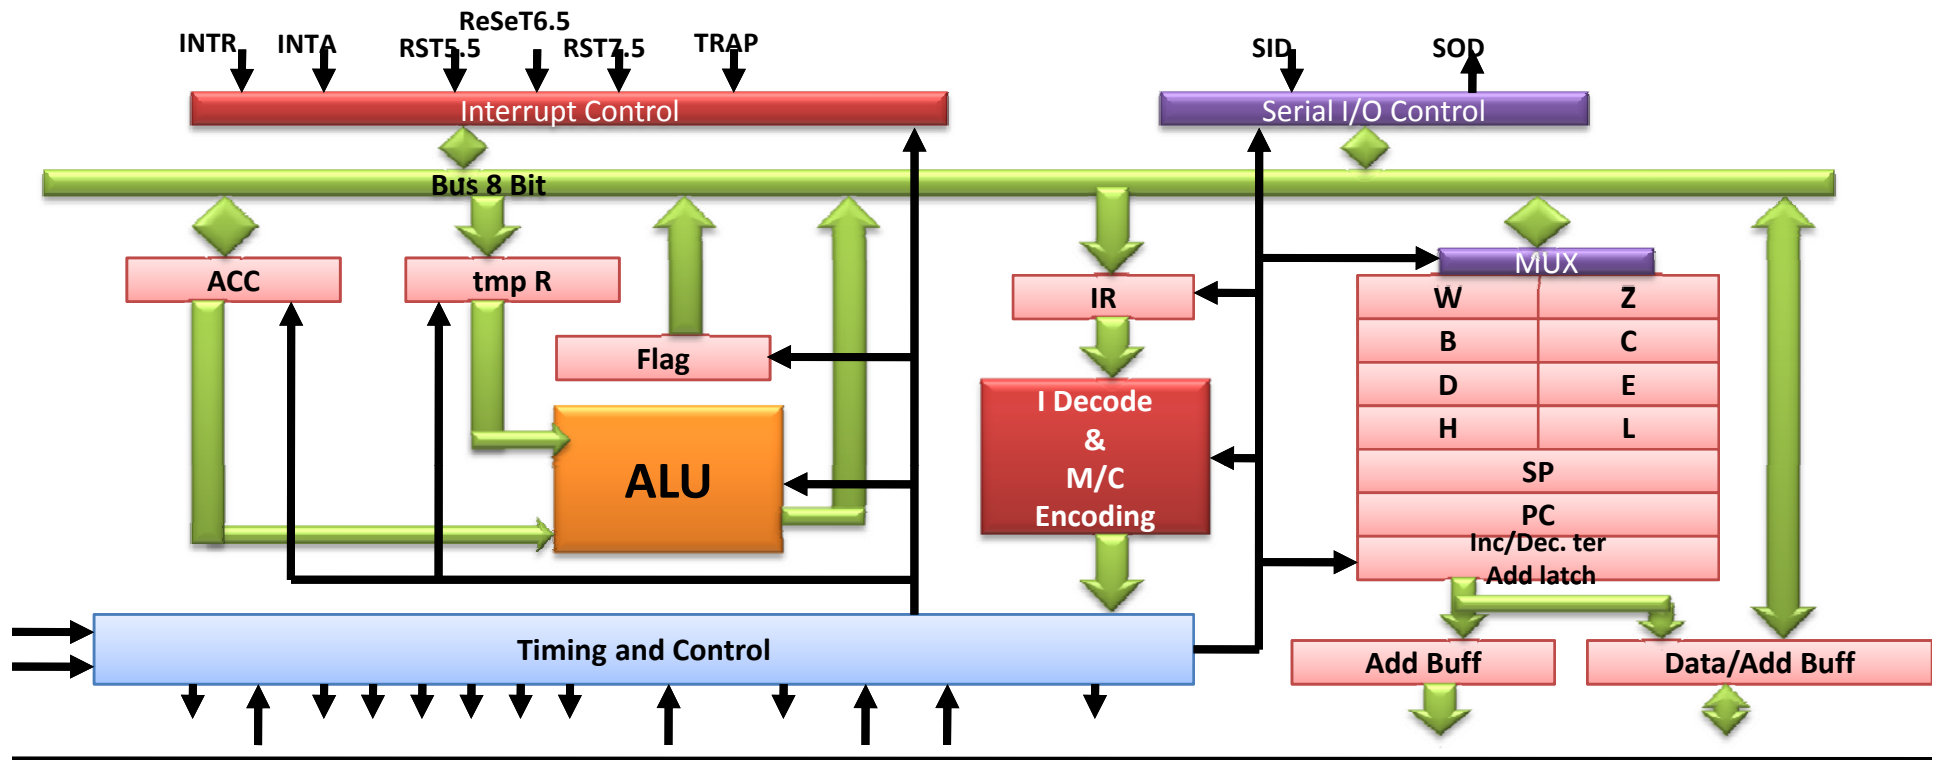 ReSeT6.5
INTR
INTA
RST5.5
RST7.5
TRAP
SID
SOD
Interrupt Control
Serial I/O Control
Bus 8 Bit
ACC
tmp R
IR
MUX
W
Z
B
C
Flag
D
E
H
L
I Decode
&
M/C
Encoding
ALU
SP
PC
Inc/Dec. ter
Add latch
Timing and Control
Add Buff
Data/Add Buff